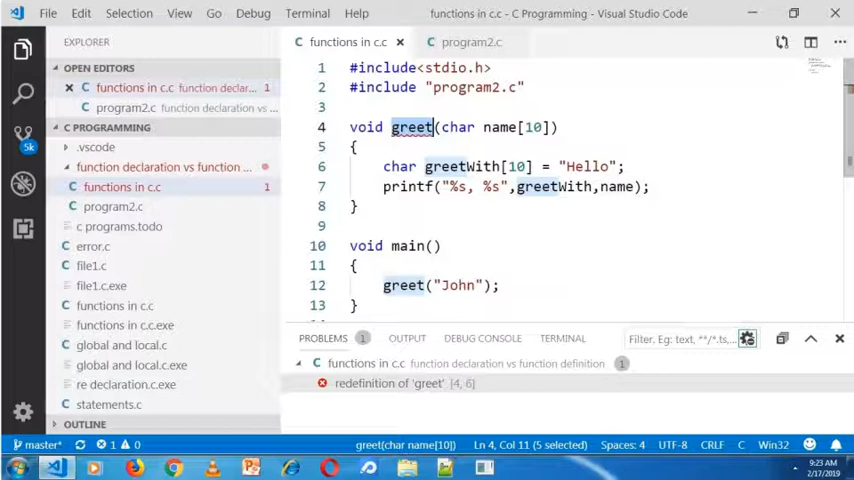 File Edit Selection View Go Debug Terminal Help functions in c.c - C Programming - Visual Studio Code
EXPLORER
OPEN EDITORS
functions in c.c function declar... 1
program2.c function declaration vs ...
C PROGRAMMING
.vscode
function declaration vs function ...
functions in c.c 1
program2.c
c programs.todo
error.c
file1.c
file1.c.exe
functions in c.c
functions in c.c.exe
global and local.c
global and local.c.exe
re declaration.c.exe
statements.c
OUTLINE
5k
functions in c.c program2.c
1 #include<stdio.h>
2 #include "program2.c"
3
4 void greet(char name[10])
5 {
6 char greetWith[10] = "Hello";
7 printf("%s, %s",greetWith,name);
8 }
9
10 void main()
11 {
12 greet("John");
13 }
PROBLEMS 1 OUTPUT DEBUG CONSOLE TERMINAL Filter. Eg: text, **/*.ts,...
functions in c.c function declaration vs function definition 1
redefinition of 'greet' [4, 6]
master* 1 0 greet(char name[10]) Ln 4, Col 11 (5 selected) Spaces: 4 UTF-8 CRLF C Win32
9:23 AM
2/17/2019